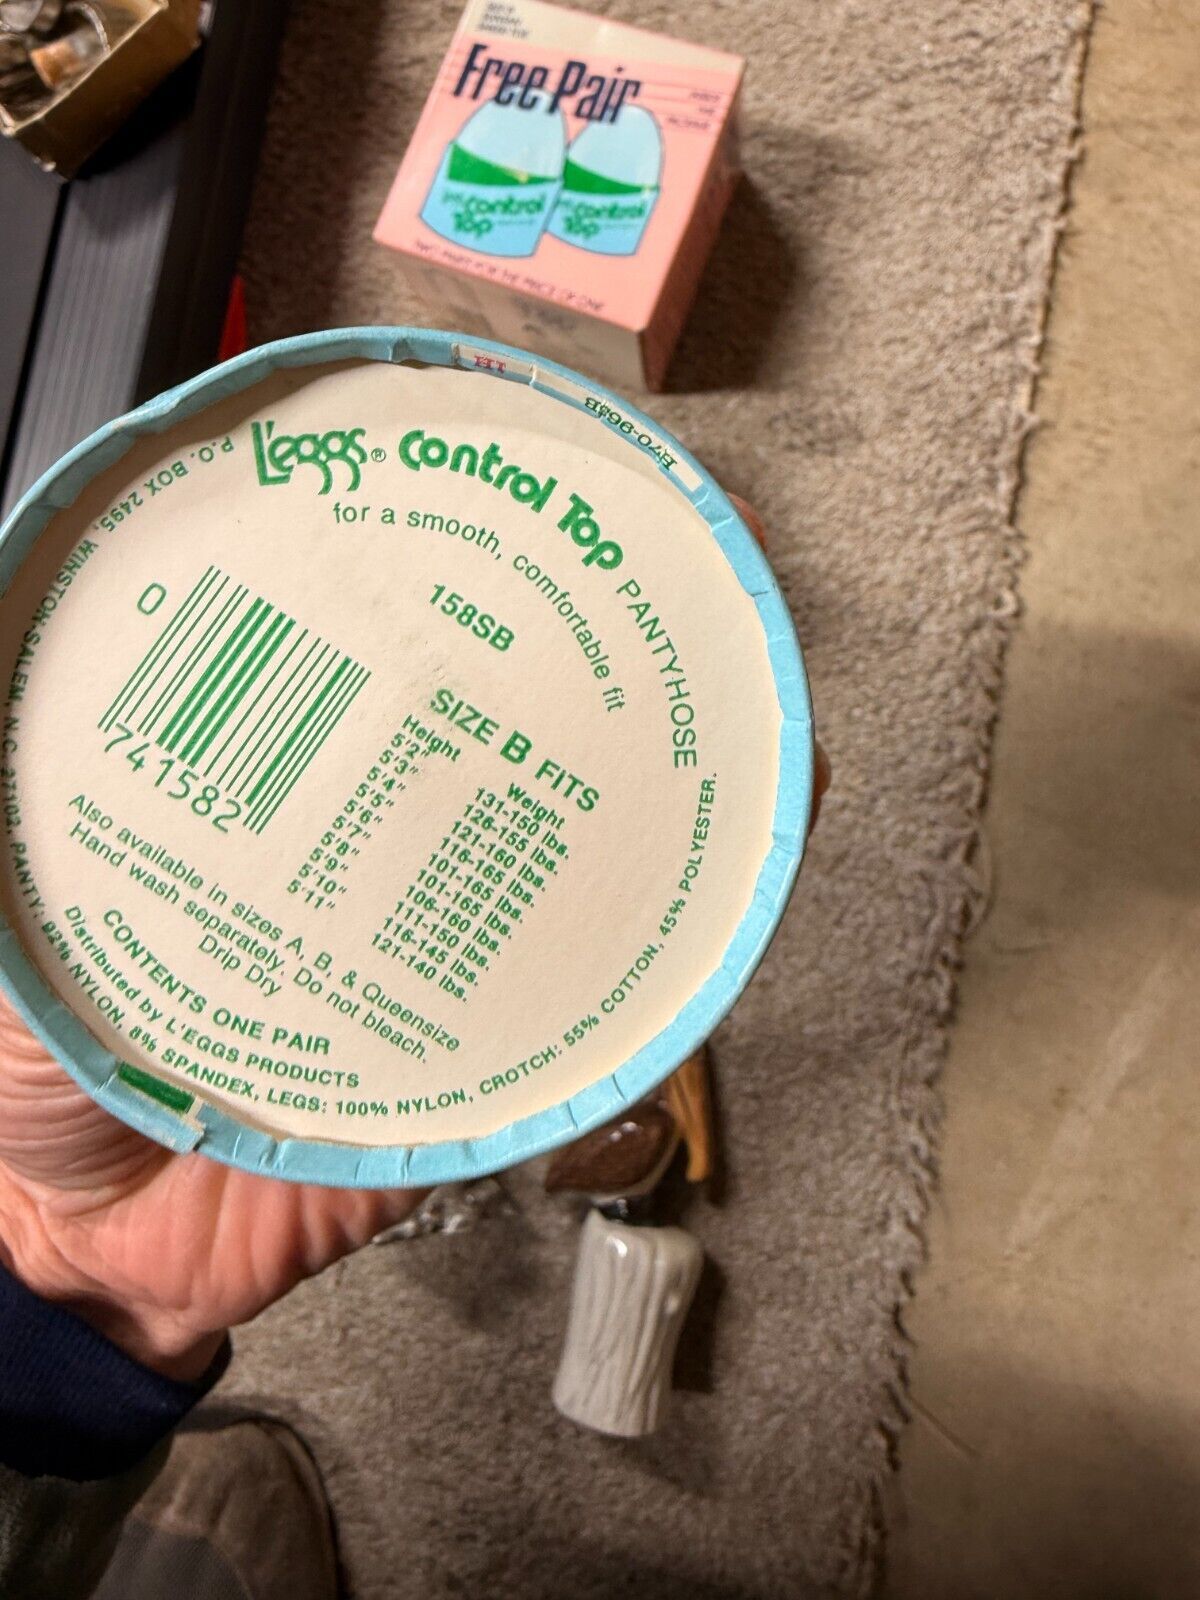 Free Pair
control
Top
control
Top
B70-968B
L'eggs® control Top PANTYHOSE
for a smooth, comfortable fit
158SB
0
741582
SIZE B FITS
Height Weight
5'2" 131-150 lbs.
5'3" 126-155 lbs.
5'4" 121-160 lbs.
5'5" 116-165 lbs.
5'6" 101-165 lbs.
5'7" 101-165 lbs.
5'8" 106-160 lbs.
5'9" 111-150 lbs.
5'10" 116-145 lbs.
5'11" 121-140 lbs.
Also available in sizes A, B, & Queensize
Hand wash separately. Do not bleach.
Drip Dry
CONTENTS ONE PAIR
Distributed by L'EGGS PRODUCTS
P.O. BOX 2495, WINSTON-SALEM, N.C. 27102. PANTY: 92% NYLON, 8% SPANDEX, LEGS: 100% NYLON, CROTCH: 55% COTTON, 45% POLYESTER.